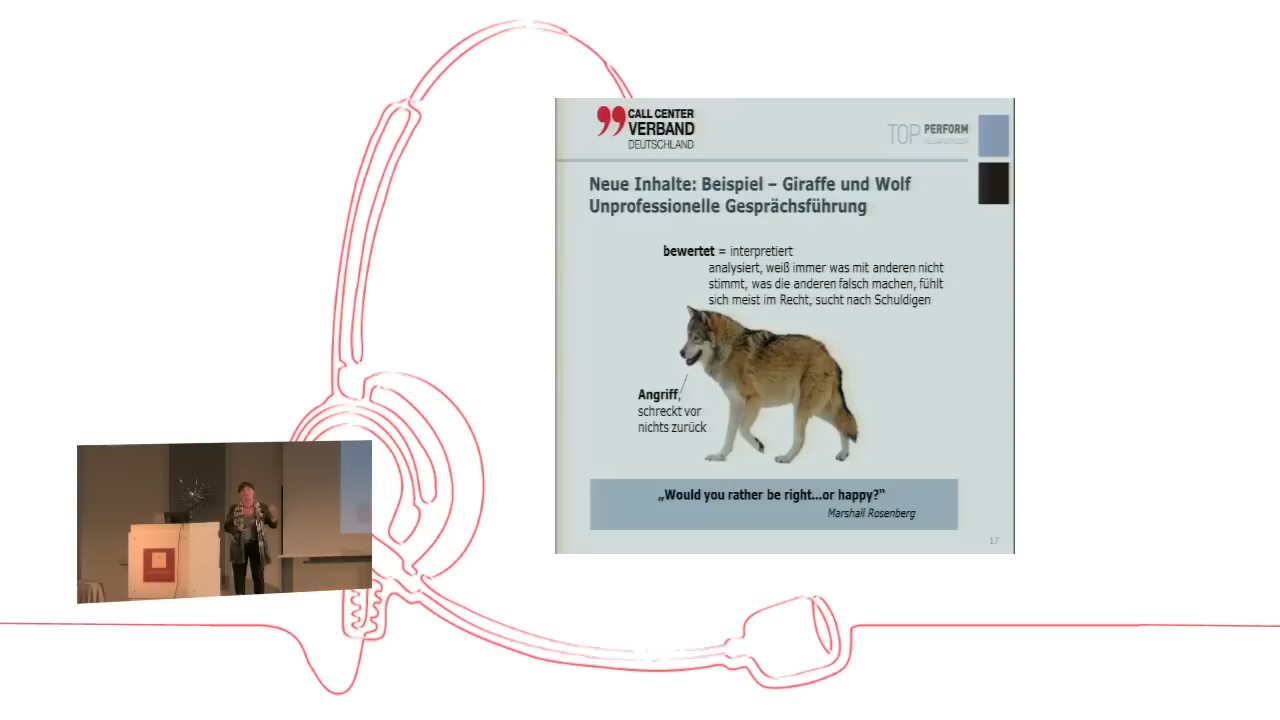 CALL CENTER
VERBAND
DEUTSCHLAND
TOP PERFORM
Neue Inhalte: Beispiel – Giraffe und Wolf
Unprofessionelle Gesprächsführung
bewertet = interpretiert
analysiert, weiß immer was mit anderen nicht
stimmt, was die anderen falsch machen, fühlt
sich meist im Recht, sucht nach Schuldigen
Angriff,
schreckt vor
nichts zurück
„Would you rather be right...or happy?“
Marshall Rosenberg
17